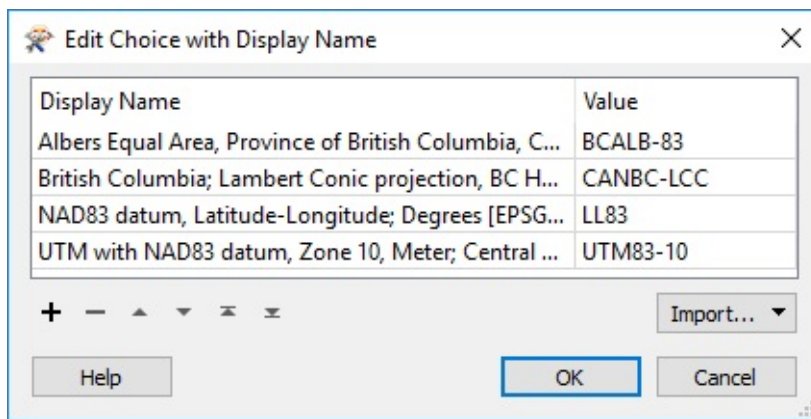 Edit Choice with Display Name
Display Name Value
Albers Equal Area, Province of British Columbia, C... BCALB-83
British Columbia; Lambert Conic projection, BC H... CANBC-LCC
NAD83 datum, Latitude-Longitude; Degrees [EPSG... LL83
UTM with NAD83 datum, Zone 10, Meter; Central ... UTM83-10
Import...
Help OK Cancel